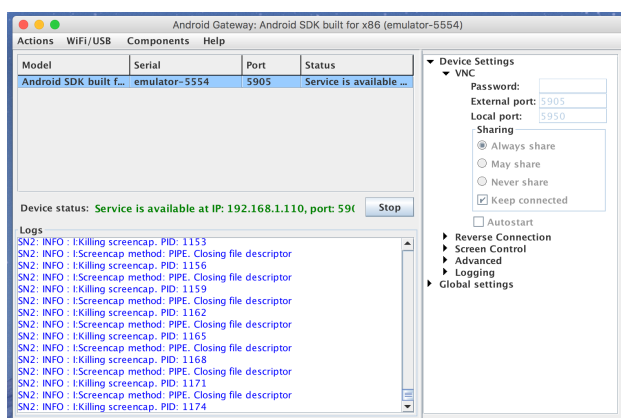 Android Gateway: Android SDK built for x86 (emulator-5554)
Actions WiFi/USB Components Help
Model Serial Port Status
Android SDK built f... emulator-5554 5905 Service is available ...
Device status: Service is available at IP: 192.168.1.110, port: 590
Stop
Logs
SN2: INFO : I:Killing screencap. PID: 1153
SN2: INFO : I:Screencap method: PIPE. Closing file descriptor
SN2: INFO : I:Killing screencap. PID: 1156
SN2: INFO : I:Screencap method: PIPE. Closing file descriptor
SN2: INFO : I:Killing screencap. PID: 1159
SN2: INFO : I:Screencap method: PIPE. Closing file descriptor
SN2: INFO : I:Killing screencap. PID: 1162
SN2: INFO : I:Screencap method: PIPE. Closing file descriptor
SN2: INFO : I:Killing screencap. PID: 1165
SN2: INFO : I:Screencap method: PIPE. Closing file descriptor
SN2: INFO : I:Killing screencap. PID: 1168
SN2: INFO : I:Screencap method: PIPE. Closing file descriptor
SN2: INFO : I:Killing screencap. PID: 1171
SN2: INFO : I:Screencap method: PIPE. Closing file descriptor
SN2: INFO : I:Killing screencap. PID: 1174
Device Settings
VNC
Password:
External port: 5905
Local port: 5950
Sharing
Always share
May share
Never share
Keep connected
Autostart
Reverse Connection
Screen Control
Advanced
Logging
Global settings